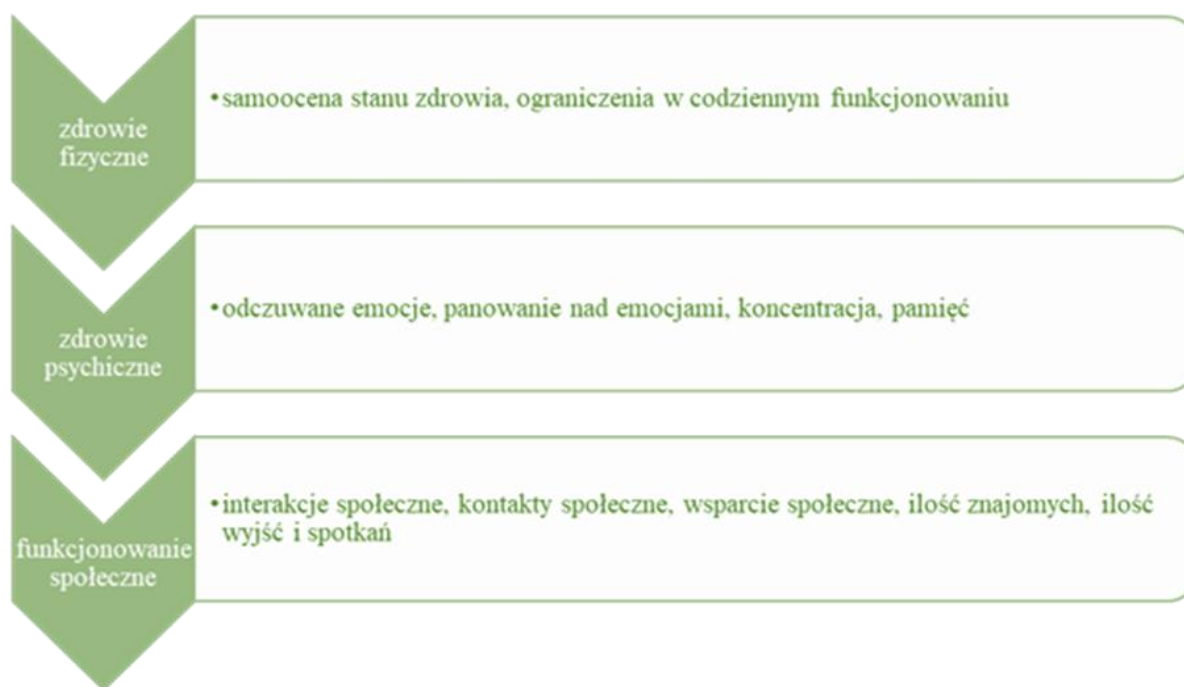 zdrowie
fizyczne
•samoocena stanu zdrowia, ograniczenia w codziennym funkcjonowaniu
zdrowie
psychiczne
•odczuwane emocje, panowanie nad emocjami, koncentracja, pamięć
funkcjonowanie
społeczne
•interakcje społeczne, kontakty społeczne, wsparcie społeczne, ilość znajomych, ilość
wyjść i spotkań